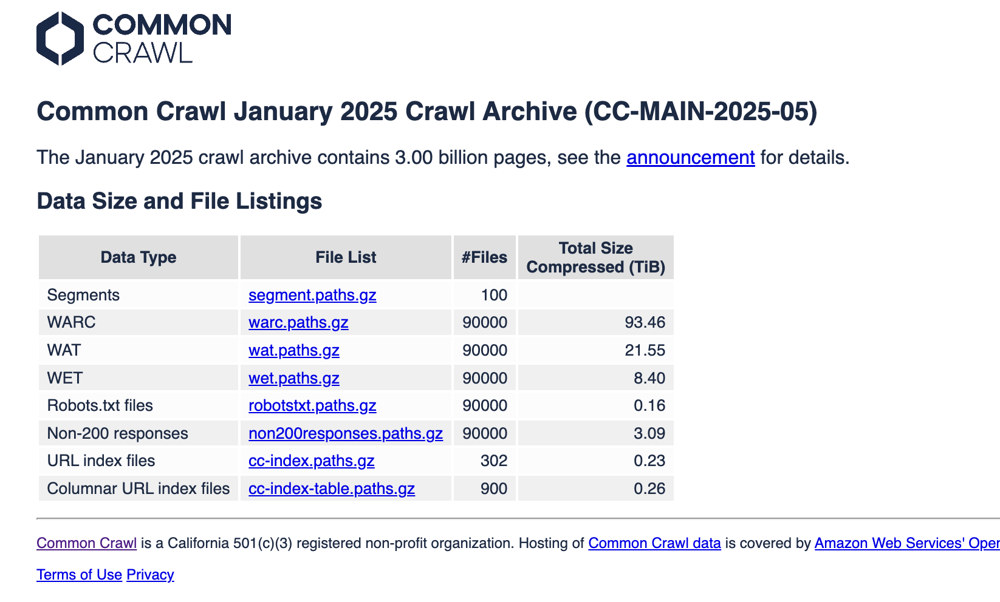 COMMON
CRAWL
Common Crawl January 2025 Crawl Archive (CC-MAIN-2025-05)
The January 2025 crawl archive contains 3.00 billion pages, see the announcement for details.
Data Size and File Listings
Data Type File List #Files Total Size Compressed (TiB)
Segments segment.paths.gz 100
WARC warc.paths.gz 90000 93.46
WAT wat.paths.gz 90000 21.55
WET wet.paths.gz 90000 8.40
Robots.txt files robotstxt.paths.gz 90000 0.16
Non-200 responses non200responses.paths.gz 90000 3.09
URL index files cc-index.paths.gz 302 0.23
Columnar URL index files cc-index-table.paths.gz 900 0.26
Common Crawl is a California 501(c)(3) registered non-profit organization. Hosting of Common Crawl data is covered by Amazon Web Services'
Terms of Use Privacy